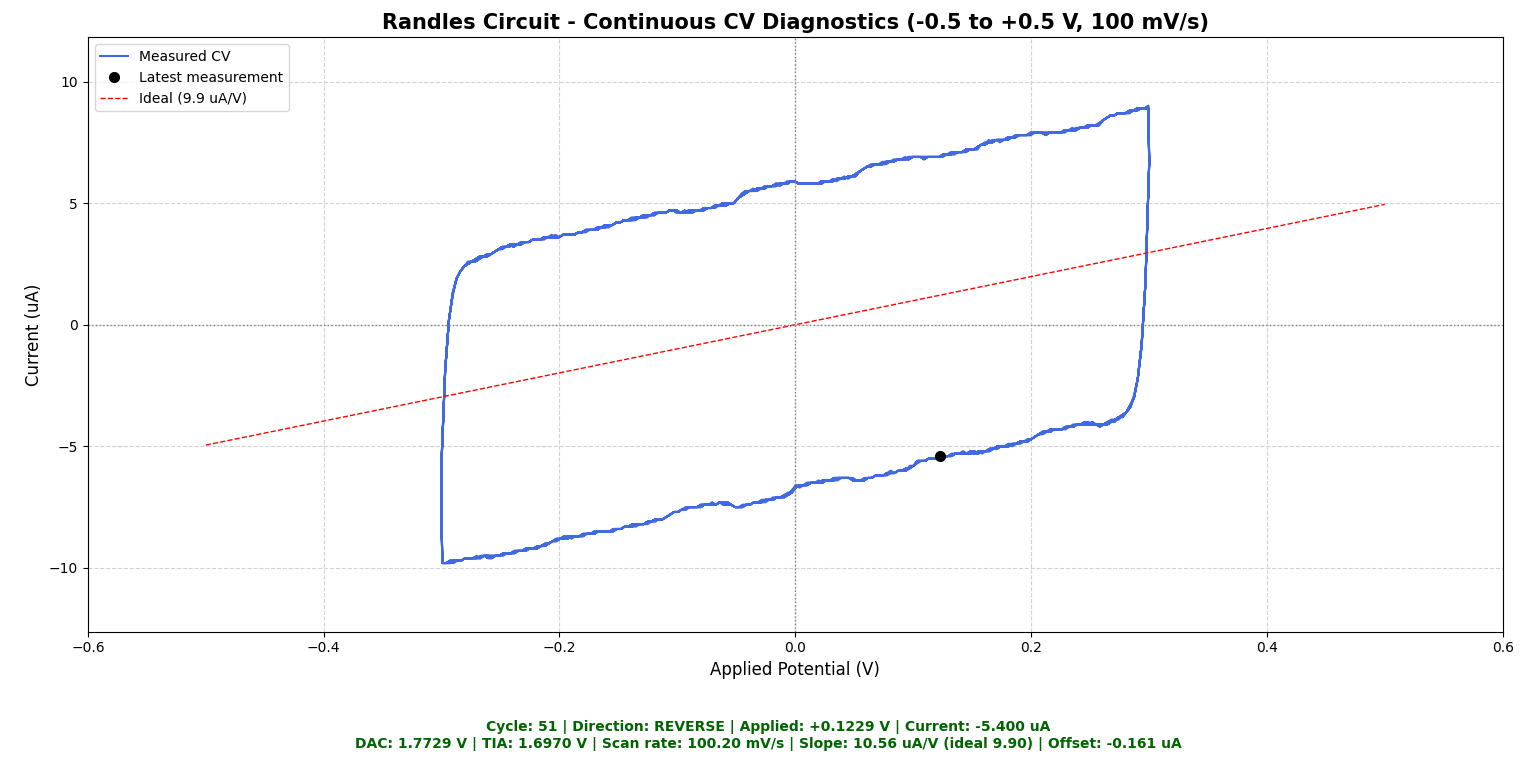 Randles Circuit - Continuous CV Diagnostics (-0.5 to +0.5 V, 100 mV/s)
Measured CV
Latest measurement
Ideal (9.9 uA/V)
Current (uA)
10
5
0
−5
−10
−0.6
−0.4
−0.2
0.0
0.2
0.4
0.6
Applied Potential (V)
Cycle: 51 | Direction: REVERSE | Applied: +0.1229 V | Current: -5.400 uA
DAC: 1.7729 V | TIA: 1.6970 V | Scan rate: 100.20 mV/s | Slope: 10.56 uA/V (ideal 9.90) | Offset: -0.161 uA